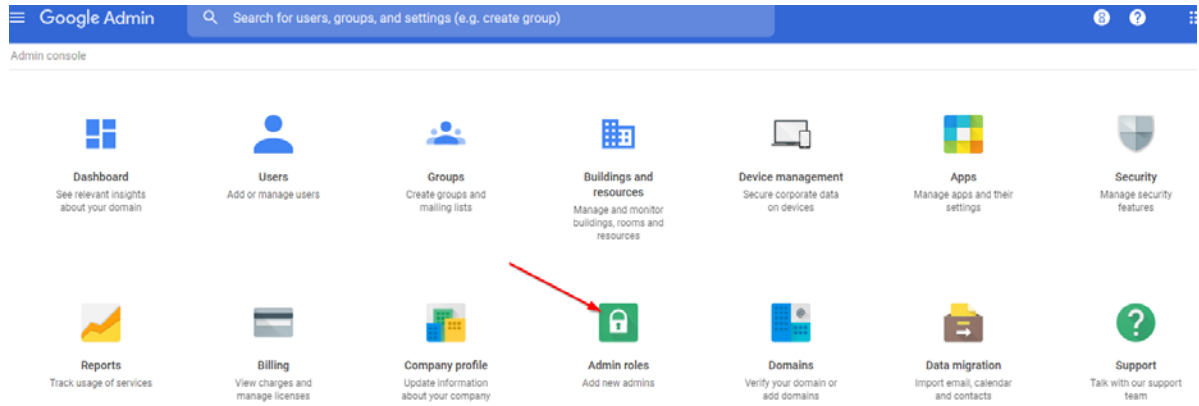 Google Admin
Search for users, groups, and settings (e.g. create group)
Admin console
Dashboard
See relevant insights
about your domain
Users
Add or manage users
Groups
Create groups and
mailing lists
Buildings and
resources
Manage and monitor
buildings, rooms and
resources
Device management
Secure corporate data
on devices
Apps
Manage apps and their
settings
Security
Manage security
features
Reports
Track usage of services
Billing
View charges and
manage licenses
Company profile
Update information
about your company
Admin roles
Add new admins
Domains
Verify your domain or
add domains
Data migration
Import email, calendar
and contacts
Support
Talk with our support
team